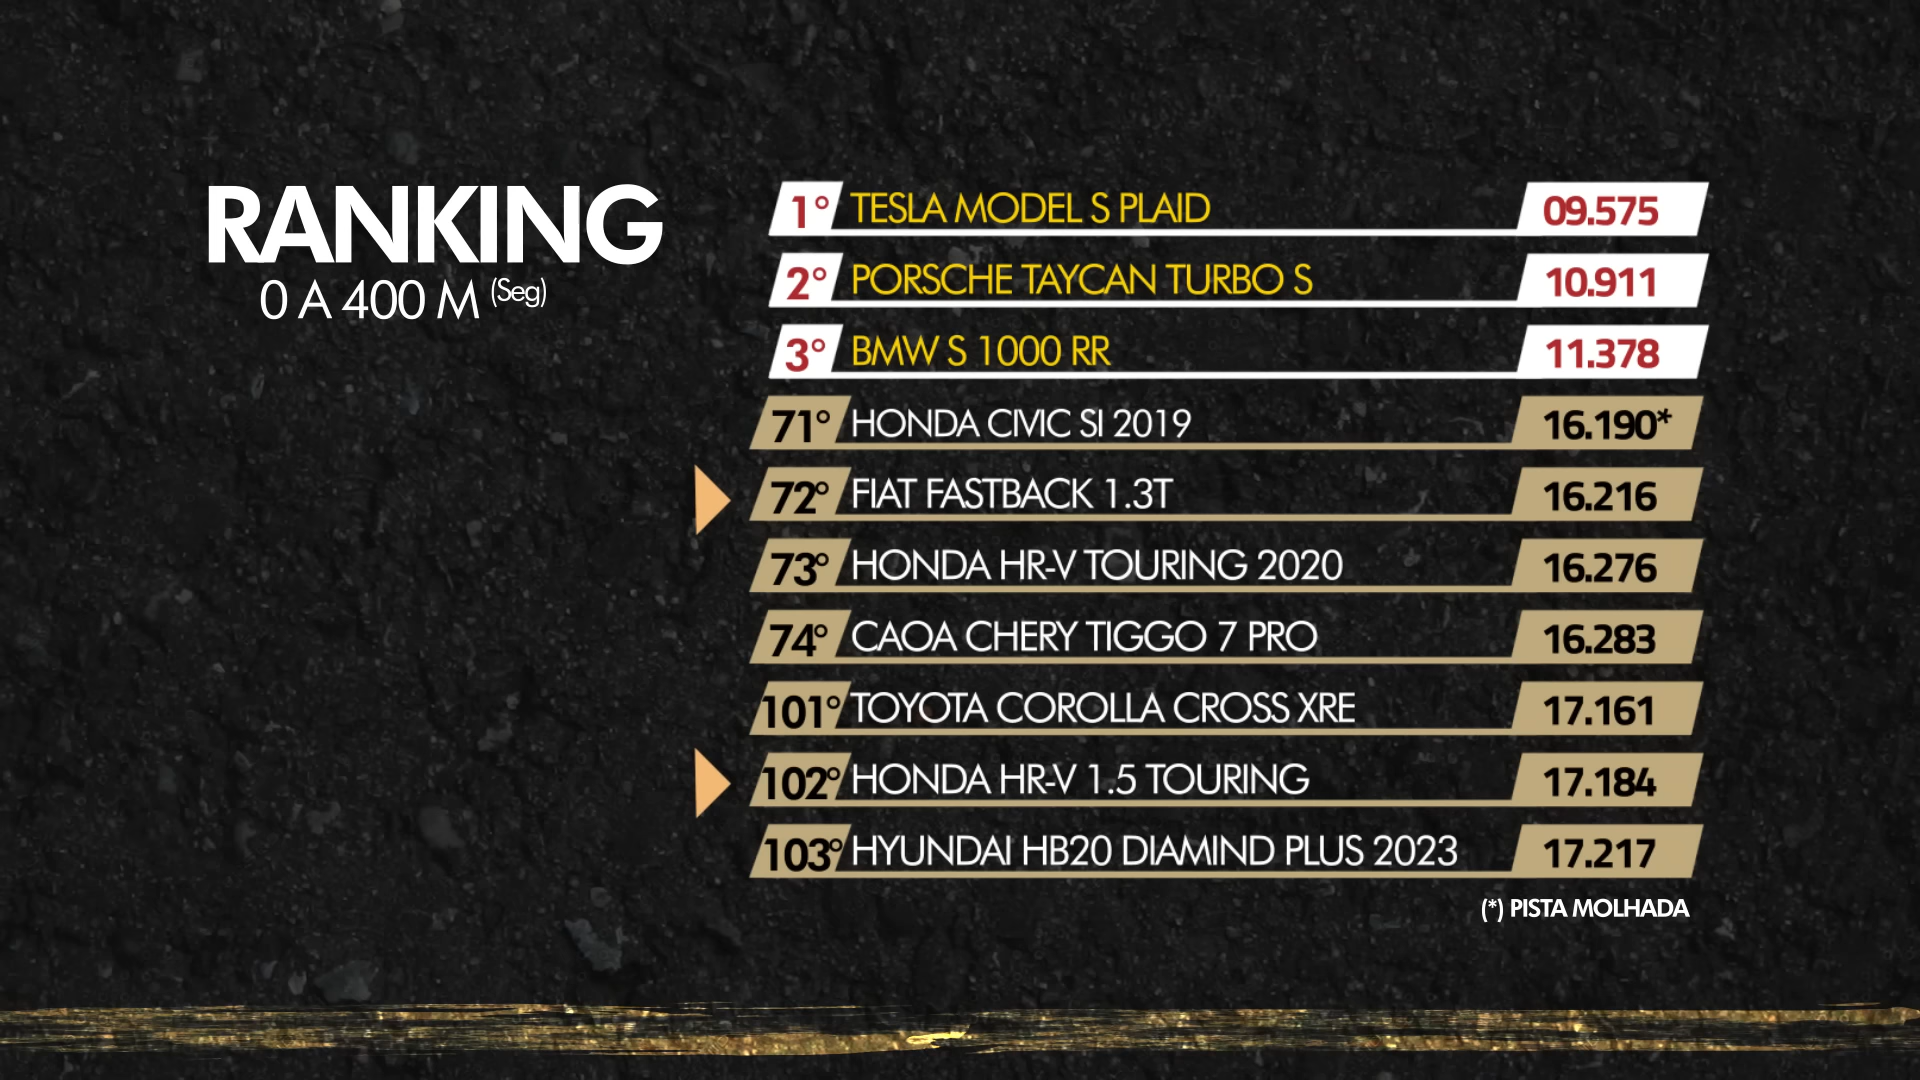 RANKING
0 A 400 M (Seg)
1° TESLA MODEL S PLAID 09.575
2° PORSCHE TAYCAN TURBO S 10.911
3° BMW S 1000 RR 11.378
71° HONDA CIVIC SI 2019 16.190*
72° FIAT FASTBACK 1.3T 16.216
73° HONDA HR-V TOURING 2020 16.276
74° CAOA CHERY TIGGO 7 PRO 16.283
101° TOYOTA COROLLA CROSS XRE 17.161
102° HONDA HR-V 1.5 TOURING 17.184
103° HYUNDAI HB20 DIAMIND PLUS 2023 17.217
(*) PISTA MOLHADA